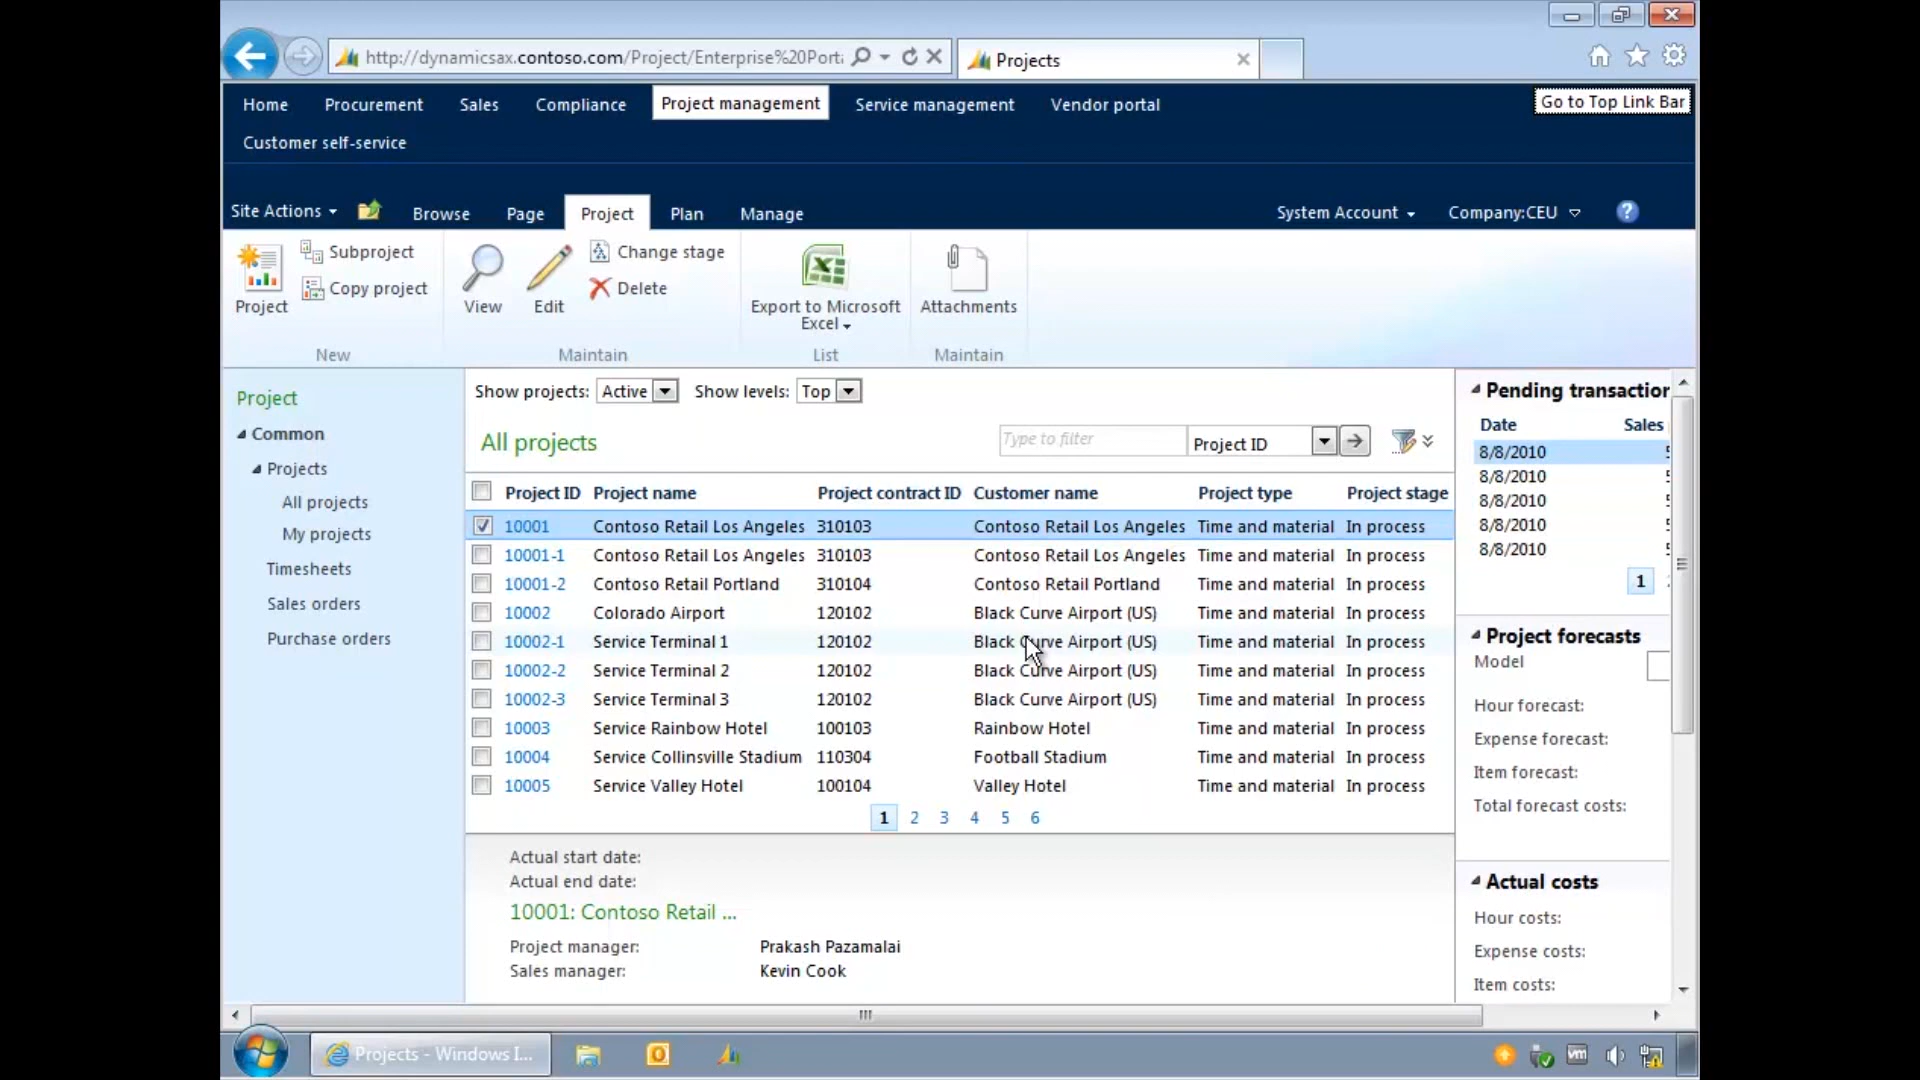 http://dynamicsax.contoso.com/Project/Enterprise%20Port
Projects
Home Procurement Sales Compliance Project management Service management Vendor portal
Go to Top Link Bar
Customer self-service
Site Actions Browse Page Project Plan Manage System Account Company:CEU
Project
Subproject
Copy project
New
View
Edit
Change stage
Delete
Maintain
Export to Microsoft
Excel
List
Attachments
Maintain
Project
Common
Projects
All projects
My projects
Timesheets
Sales orders
Purchase orders
Show projects: Active Show levels: Top
All projects
Type to filter Project ID
Project ID Project name Project contract ID Customer name Project type Project stage
10001 Contoso Retail Los Angeles 310103 Contoso Retail Los Angeles Time and material In process
10001-1 Contoso Retail Los Angeles 310103 Contoso Retail Los Angeles Time and material In process
10001-2 Contoso Retail Portland 310104 Contoso Retail Portland Time and material In process
10002 Colorado Airport 120102 Black Curve Airport (US) Time and material In process
10002-1 Service Terminal 1 120102 Black Curve Airport (US) Time and material In process
10002-2 Service Terminal 2 120102 Black Curve Airport (US) Time and material In process
10002-3 Service Terminal 3 120102 Black Curve Airport (US) Time and material In process
10003 Service Rainbow Hotel 100103 Rainbow Hotel Time and material In process
10004 Service Collinsville Stadium 110304 Football Stadium Time and material In process
10005 Service Valley Hotel 100104 Valley Hotel Time and material In process
1 2 3 4 5 6
Actual start date:
Actual end date:
10001: Contoso Retail ...
Project manager: Prakash Pazamalai
Sales manager: Kevin Cook
Pending transaction
Date Sales
8/8/2010
8/8/2010
8/8/2010
8/8/2010
8/8/2010
1
Project forecasts
Model
Hour forecast:
Expense forecast:
Item forecast:
Total forecast costs:
Actual costs
Hour costs:
Expense costs:
Item costs:
Projects - Windows I...
vm